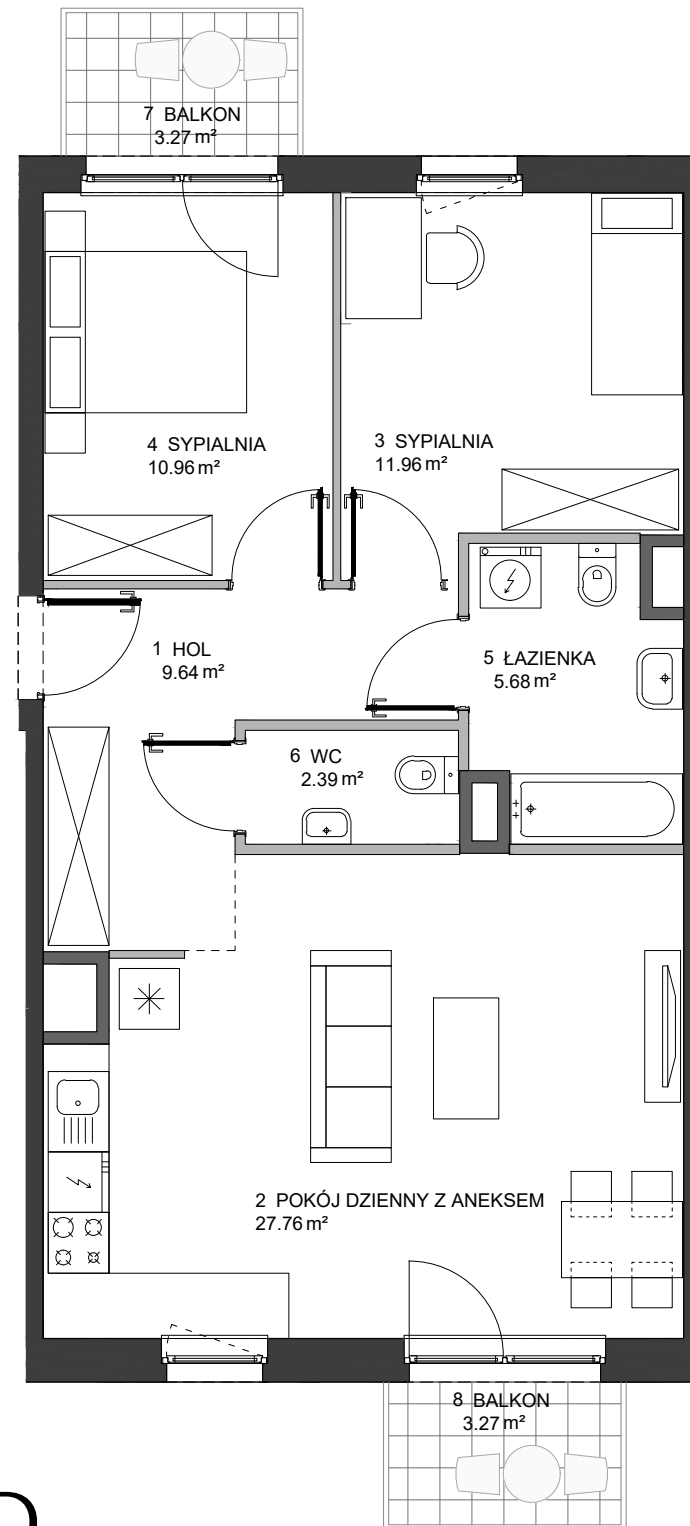 7 BALKON
3.27 m²
4 SYPIALNIA
10.96 m²
3 SYPIALNIA
11.96 m²
1 HOL
9.64 m²
5 ŁAZIENKA
5.68 m²
6 WC
2.39 m²
2 POKÓJ DZIENNY Z ANEKSEM
27.76 m²
8 BALKON
3.27 m²